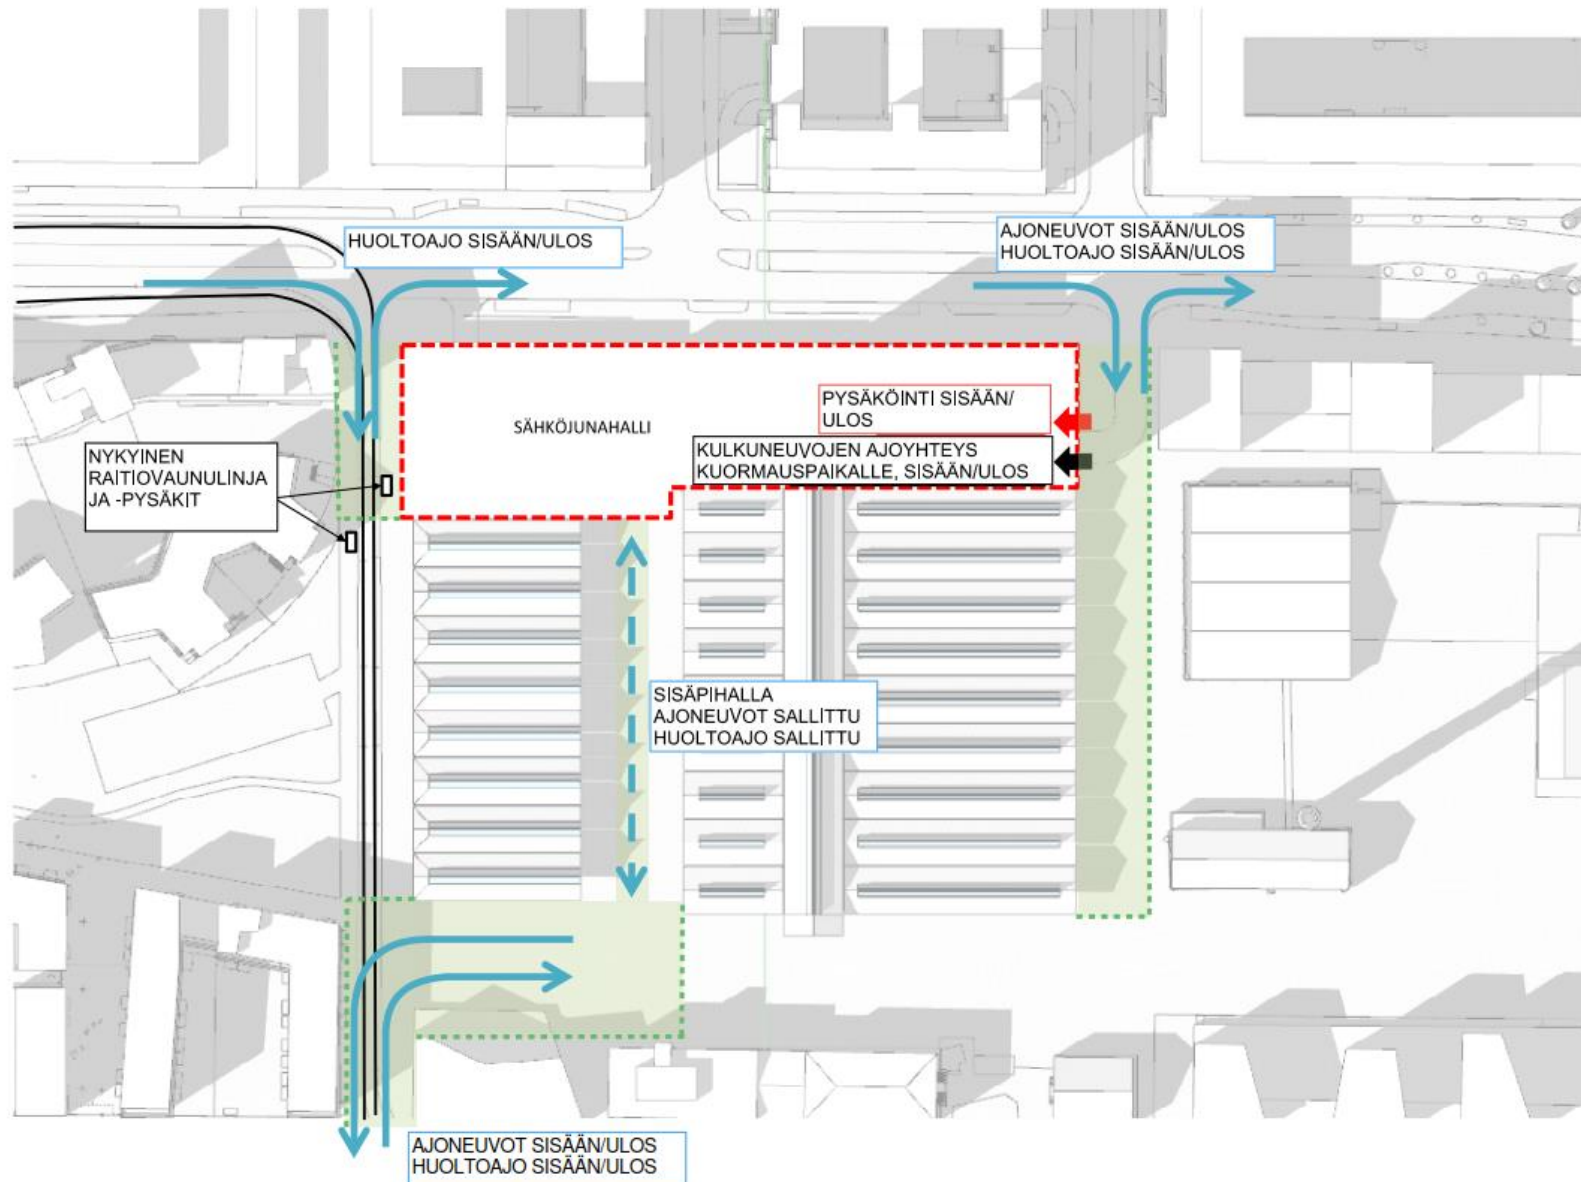 HUOLTOAJO SISÄÄN/ULOS
AJONEUVOT SISÄÄN/ULOS
HUOLTOAJO SISÄÄN/ULOS
PYSÄKÖINTI SISÄÄN/
ULOS
SÄHKÖJUNAHALLI
KULKUNEUVOJEN AJOYHTEYS
KUORMAUSPAIKALLE, SISÄÄN/ULOS
NYKYINEN
RAITIOVAUNULINJA
JA -PYSÄKIT
SISÄPIHALLA
AJONEUVOT SALLITTU
HUOLTOAJO SALLITTU
AJONEUVOT SISÄÄN/ULOS
HUOLTOAJO SISÄÄN/ULOS